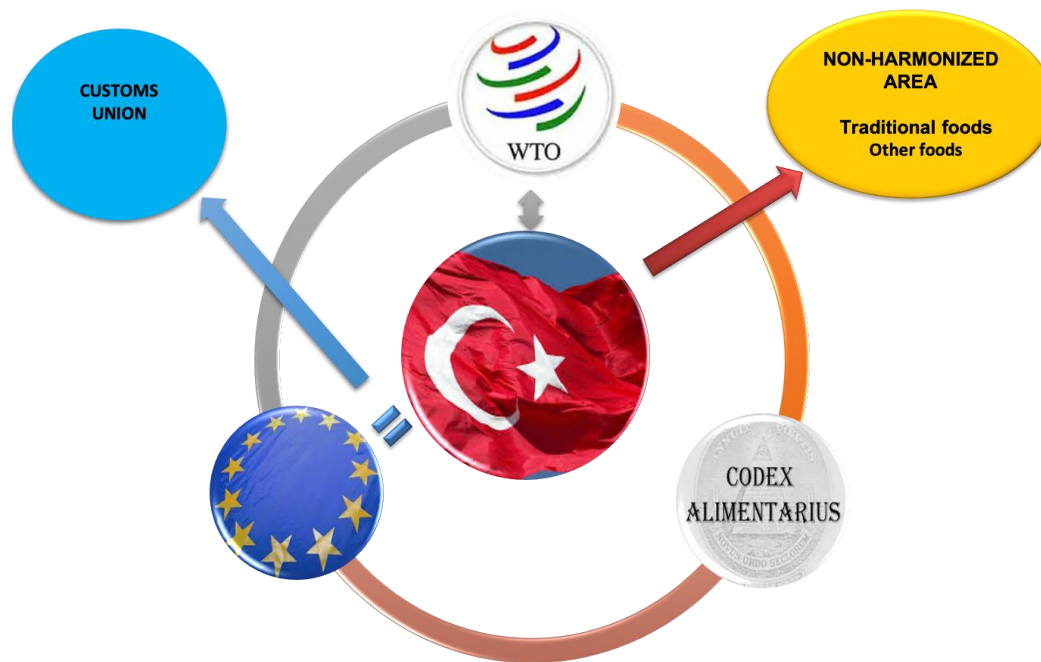 CUSTOMS
UNION
WTO
NON-HARMONIZED
AREA
Traditional foods
Other foods
CODEX
ALIMENTARIUS